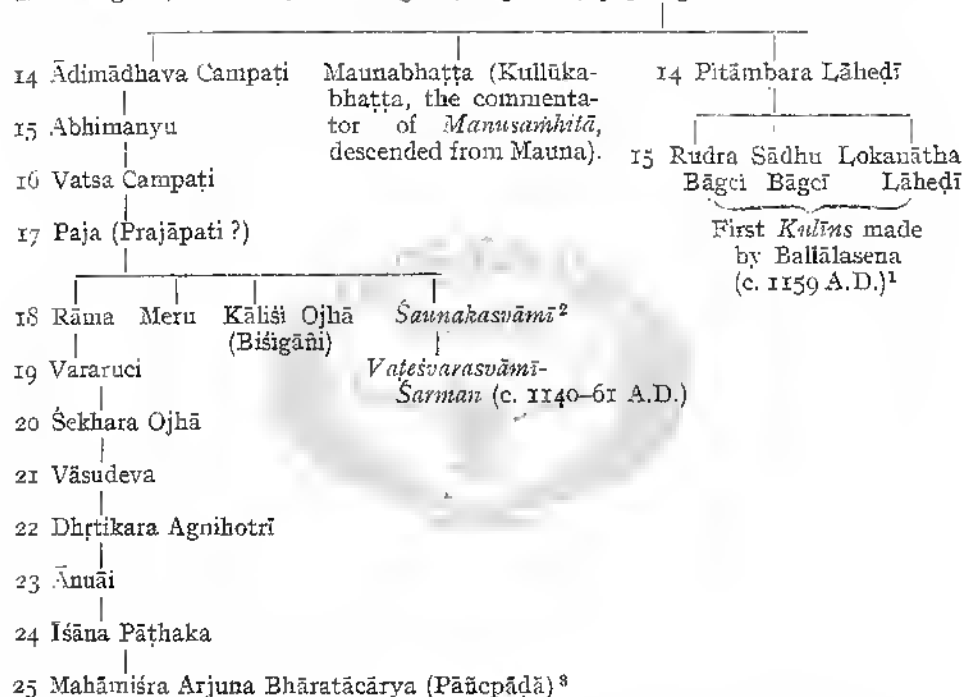 14 Ādimādhava Campaṭi Maunabhaṭṭa (Kullūka- 14 Pitāmbara Lāheḍī
bhaṭṭa, the commenta-
15 Abhimanyu tor of Manusaṁhitā,
descended from Mauna). 15 Rudra Sādhu Lokanātha
16 Vatsa Campaṭi Bāgci Bāgcī Lāheḍī
17 Paja (Prajāpati ?) First Kulīns made
by Ballālasena
(c. 1159 A.D.)¹
18 Rāma Meru Kāliśi Ojhā Śaunakasvāmī²
(Biśigāñi)
19 Vararuci Vaṭeśvarasvāmī-
Śarman (c. 1140–61 A.D.)
20 Śekhara Ojhā
21 Vāsudeva
22 Dhṛtikara Agnihotrī
23 Ānuāi
24 Īśāna Pāṭhaka
25 Mahāmiśra Arjuna Bhāratācārya (Pāñcpāḍā)³